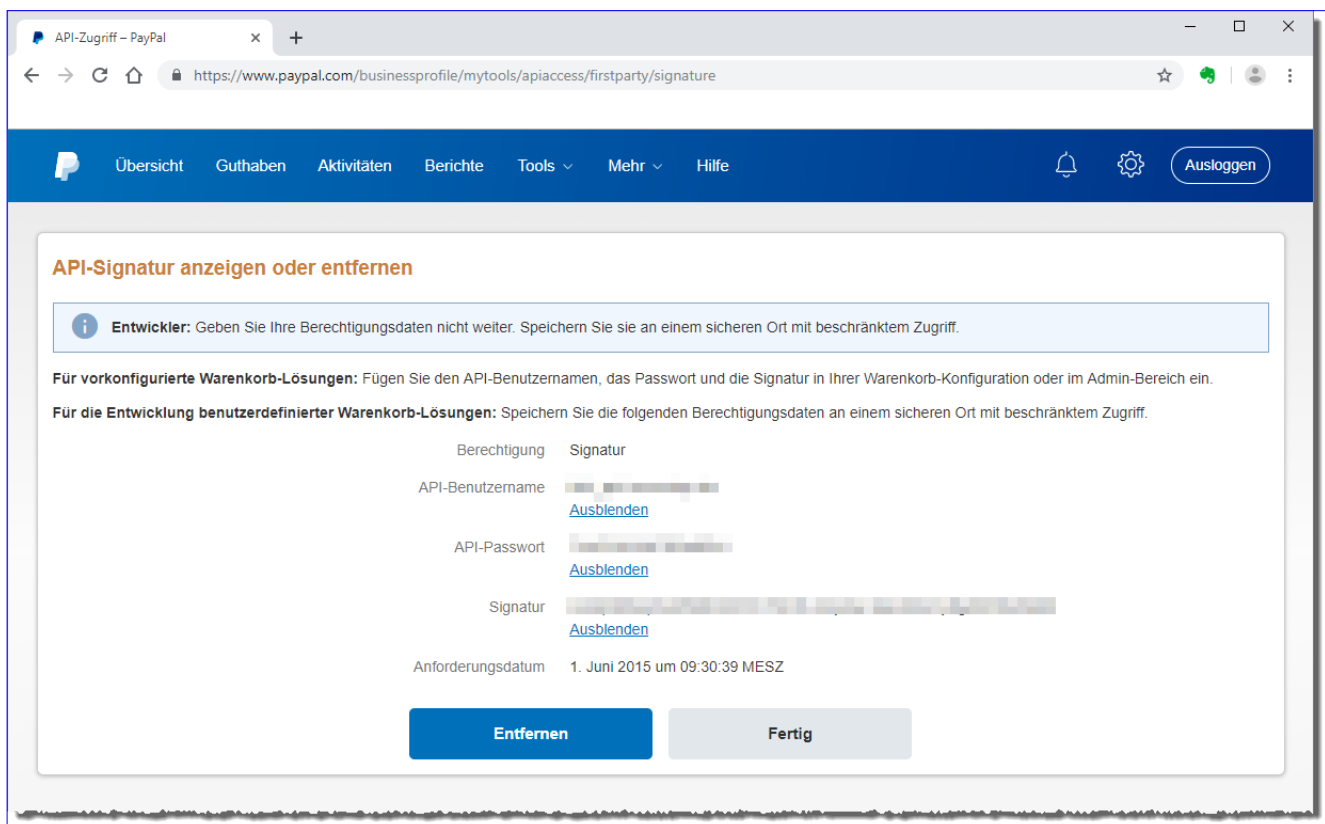 API-Zugriff – PayPal
https://www.paypal.com/businessprofile/mytools/apiaccess/firstparty/signature
Übersicht Guthaben Aktivitäten Berichte Tools Mehr Hilfe Ausloggen
API-Signatur anzeigen oder entfernen
Entwickler: Geben Sie Ihre Berechtigungsdaten nicht weiter. Speichern Sie sie an einem sicheren Ort mit beschränktem Zugriff.
Für vorkonfigurierte Warenkorb-Lösungen: Fügen Sie den API-Benutzernamen, das Passwort und die Signatur in Ihrer Warenkorb-Konfiguration oder im Admin-Bereich ein.
Für die Entwicklung benutzerdefinierter Warenkorb-Lösungen: Speichern Sie die folgenden Berechtigungsdaten an einem sicheren Ort mit beschränktem Zugriff.
Berechtigung Signatur
API-Benutzername
Ausblenden
API-Passwort
Ausblenden
Signatur
Ausblenden
Anforderungsdatum 1. Juni 2015 um 09:30:39 MESZ
Entfernen Fertig